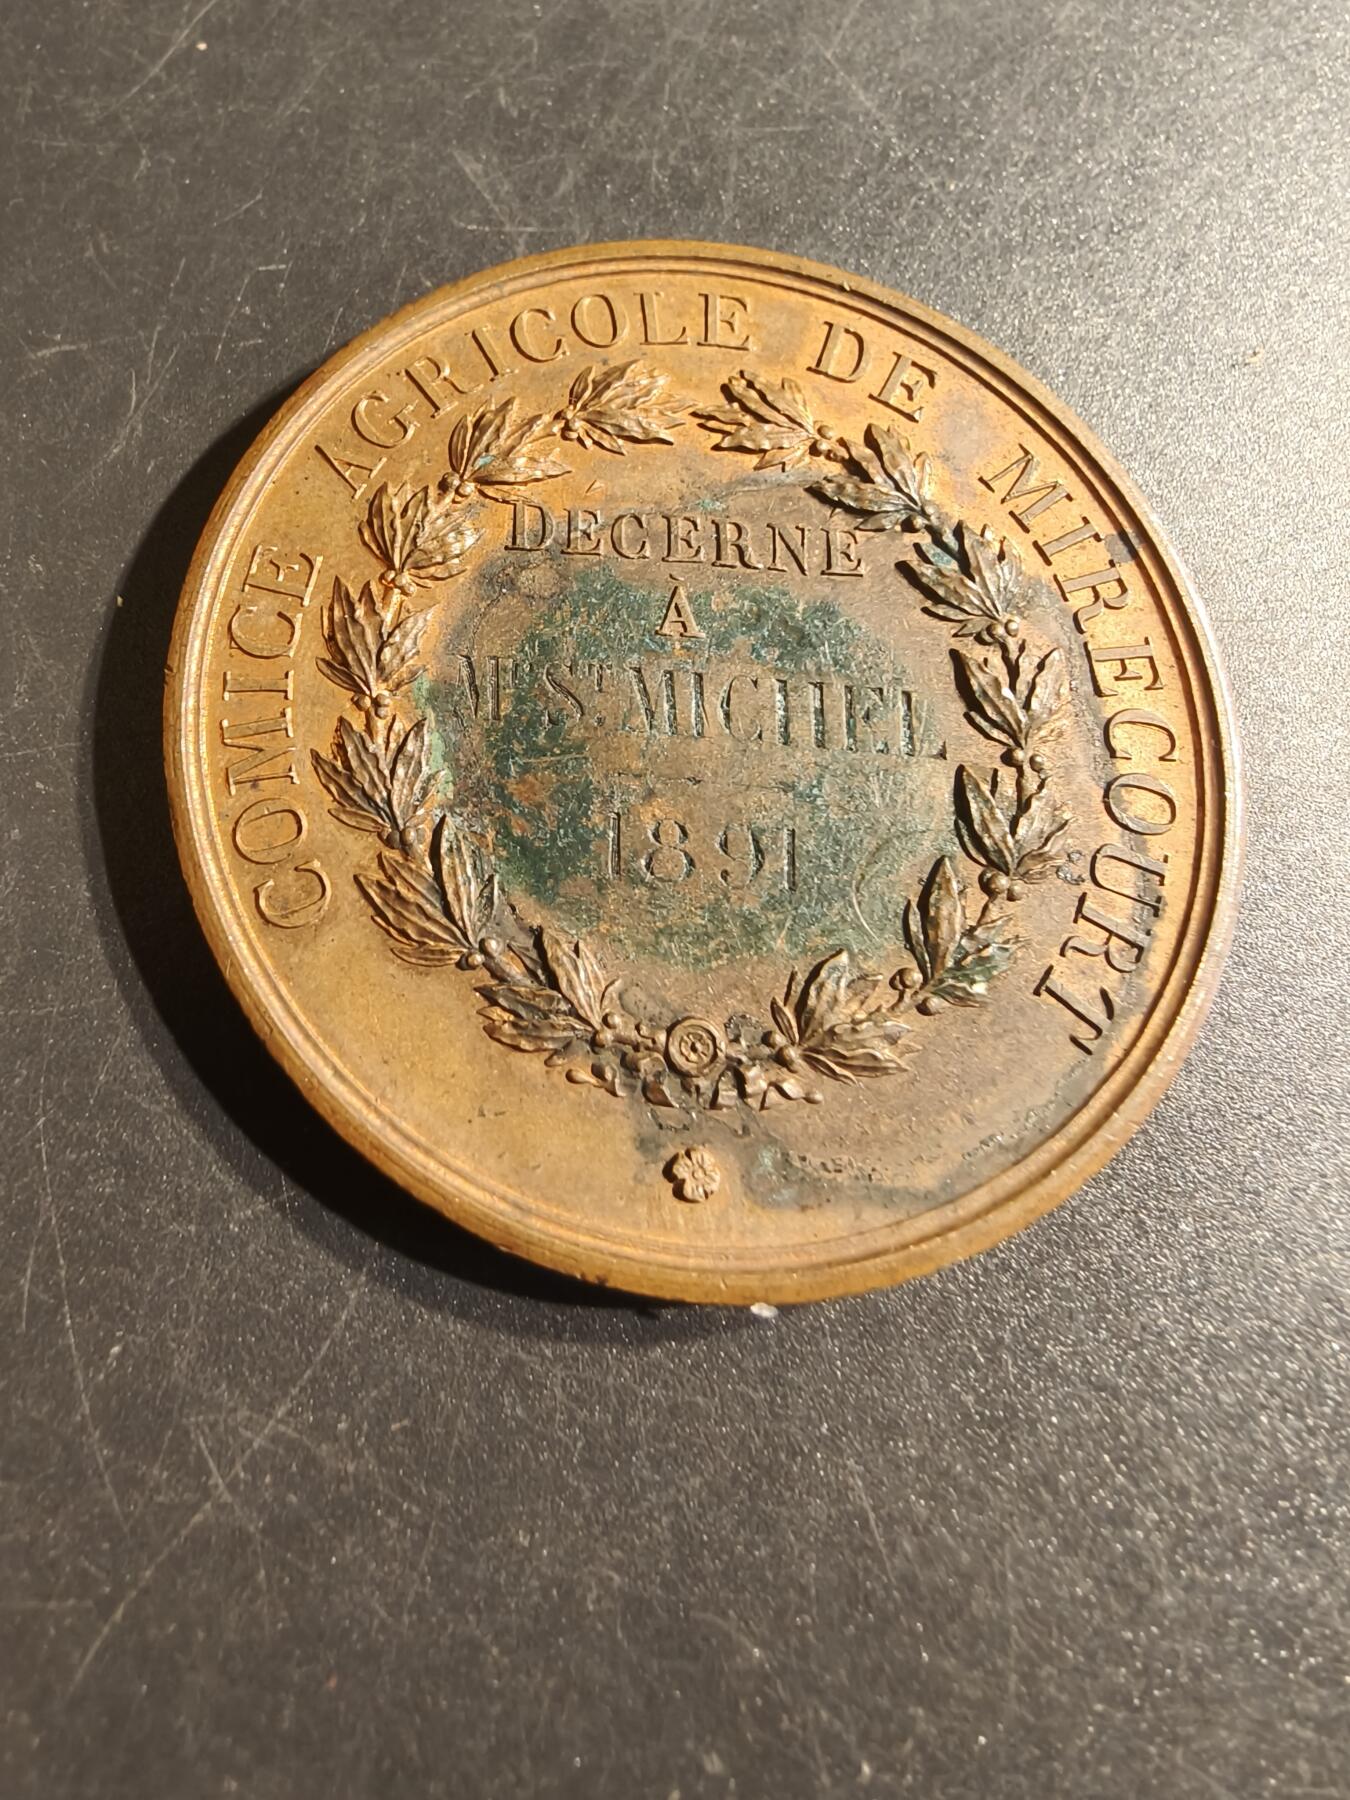 COMICE AGRICOLE DE MIRECOURT
DÉCERNÉ
À
Mr. St. MICHEL
1891